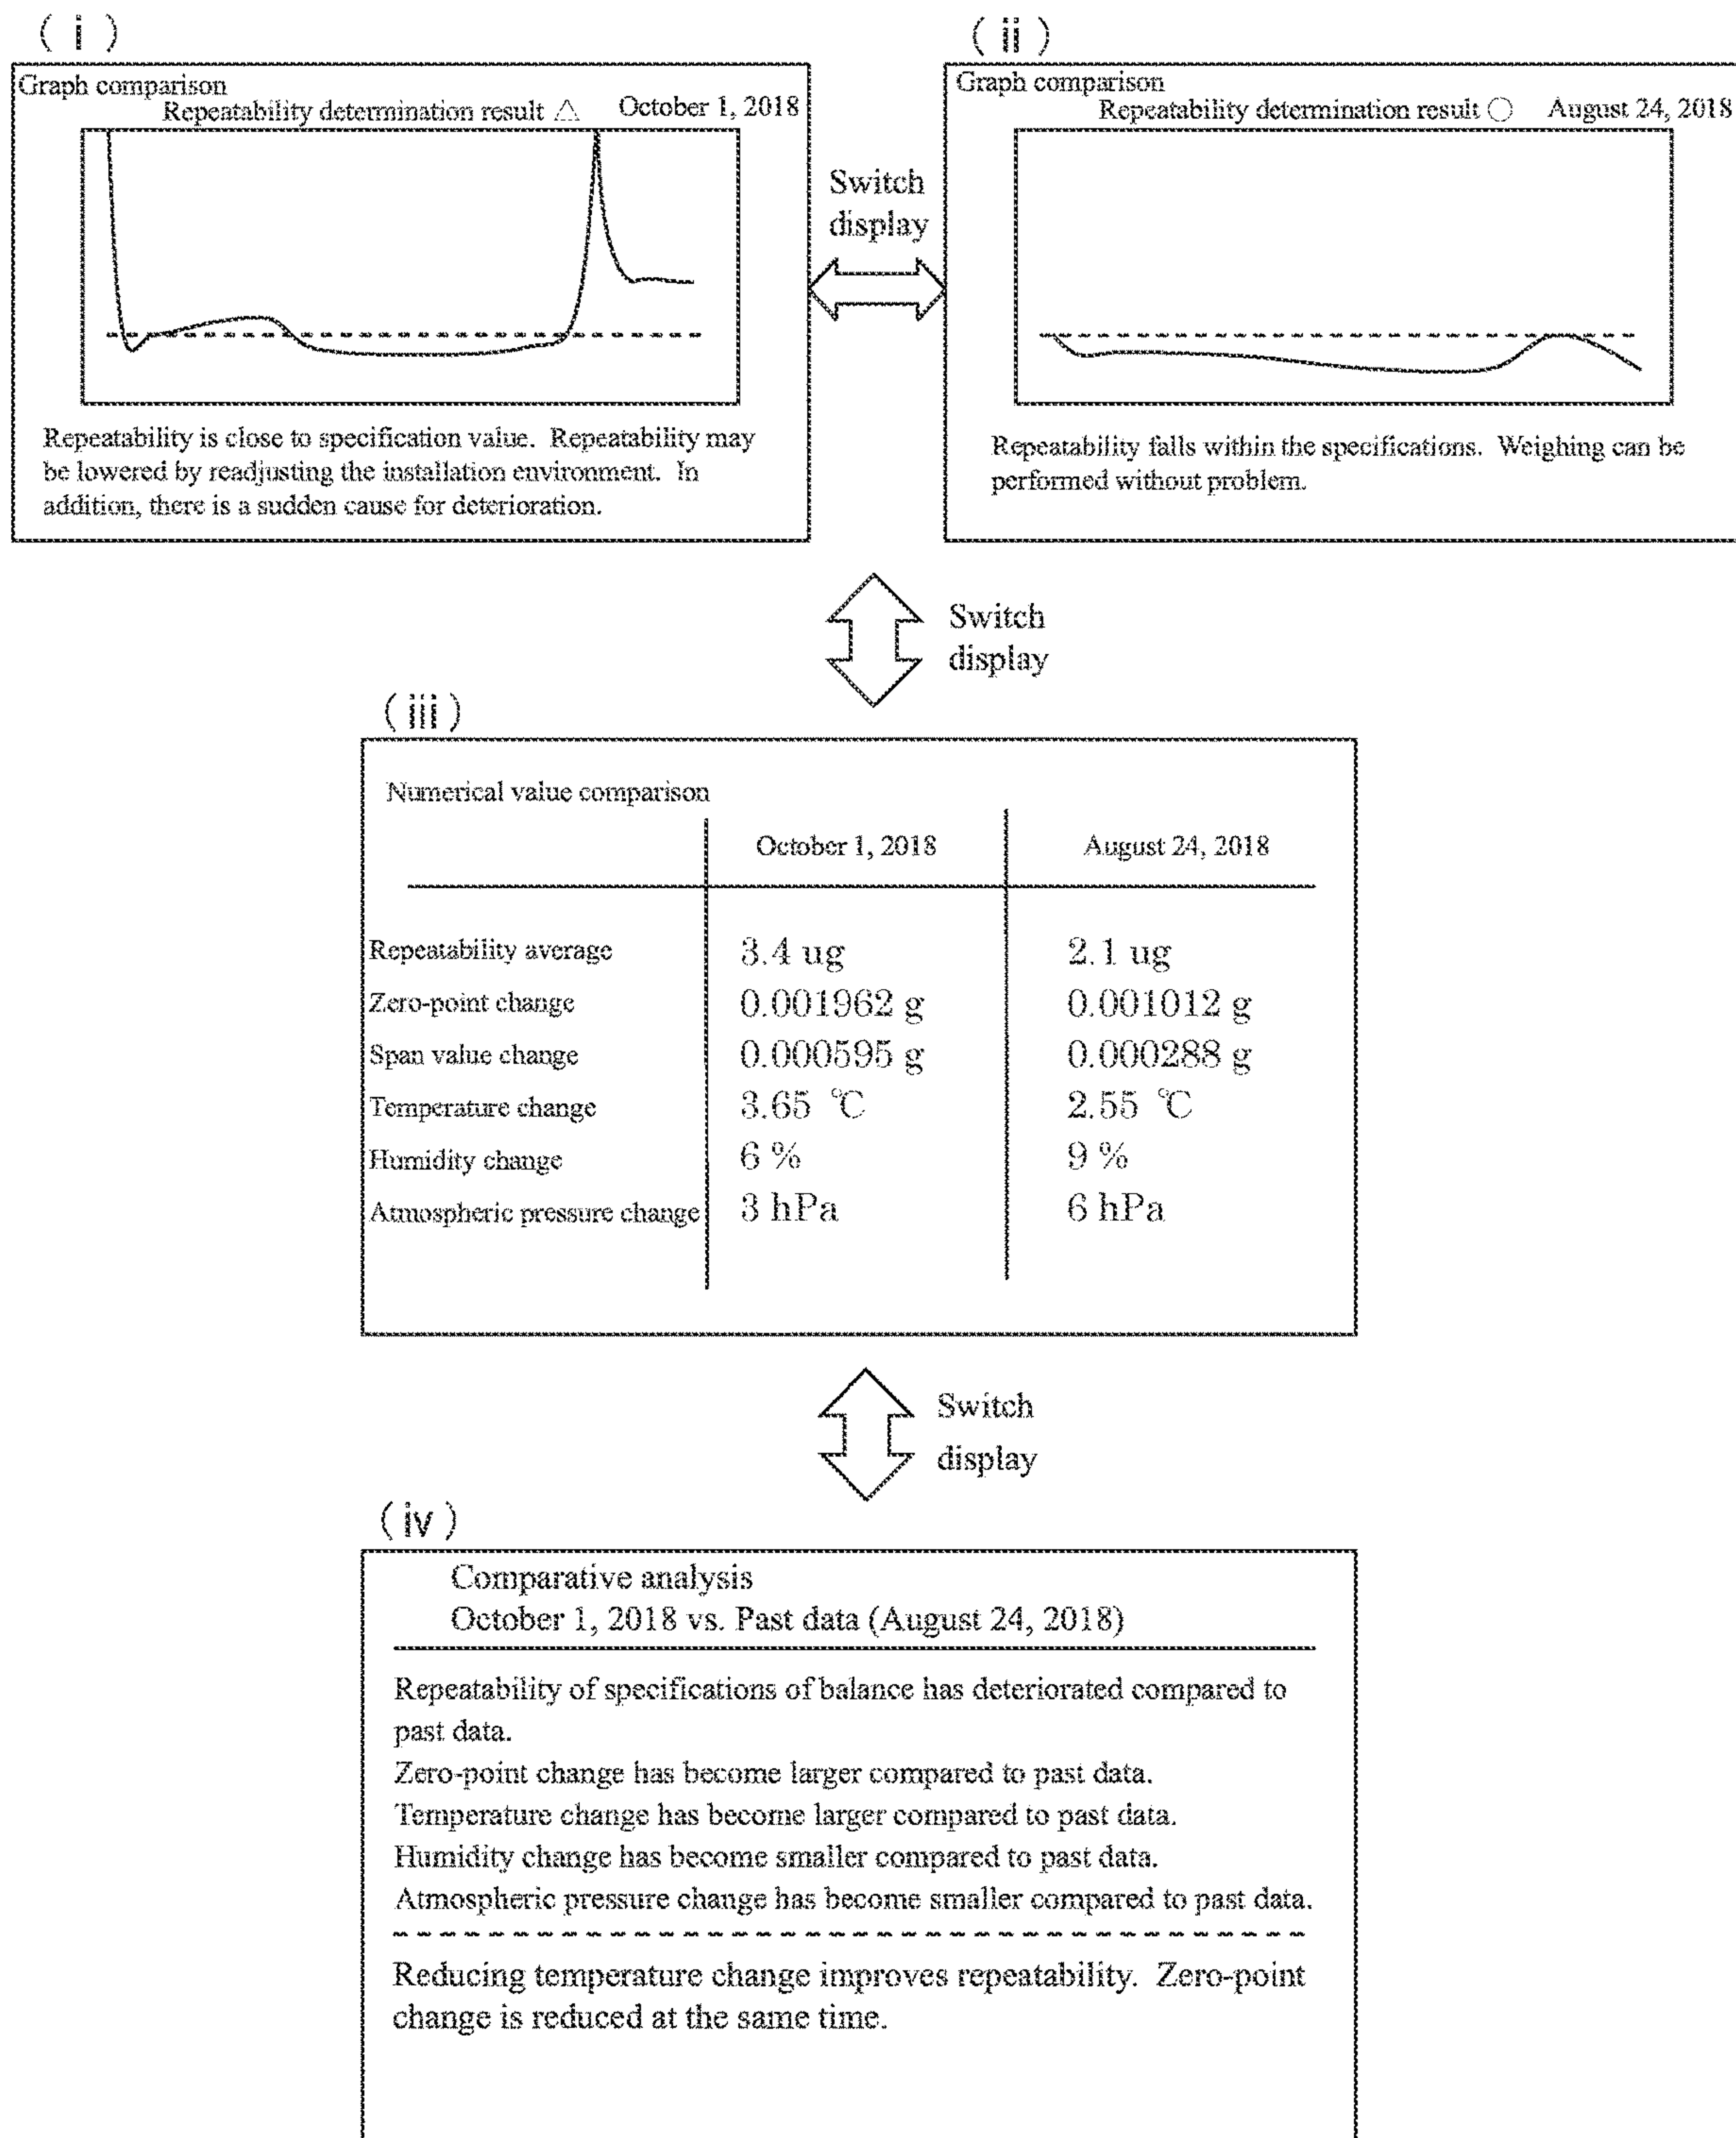 ( i )
Graph comparison
Repeatability determination result △ October 1, 2018
Repeatability is close to specification value. Repeatability may
be lowered by readjusting the installation environment. In
addition, there is a sudden cause for deterioration.
Switch
display
( ii )
Graph comparison
Repeatability determination result ○ August 24, 2018
Repeatability falls within the specifications. Weighing can be
performed without problem.
Switch
display
( iii )
Numerical value comparison
October 1, 2018 August 24, 2018
Repeatability average 3.4 ug 2.1 ug
Zero-point change 0.001962 g 0.001012 g
Span value change 0.000595 g 0.000288 g
Temperature change 3.65 ℃ 2.55 ℃
Humidity change 6 % 9 %
Atmospheric pressure change 3 hPa 6 hPa
Switch
display
( iv )
Comparative analysis
October 1, 2018 vs. Past data (August 24, 2018)
Repeatability of specifications of balance has deteriorated compared to
past data.
Zero-point change has become larger compared to past data.
Temperature change has become larger compared to past data.
Humidity change has become smaller compared to past data.
Atmospheric pressure change has become smaller compared to past data.
Reducing temperature change improves repeatability. Zero-point
change is reduced at the same time.